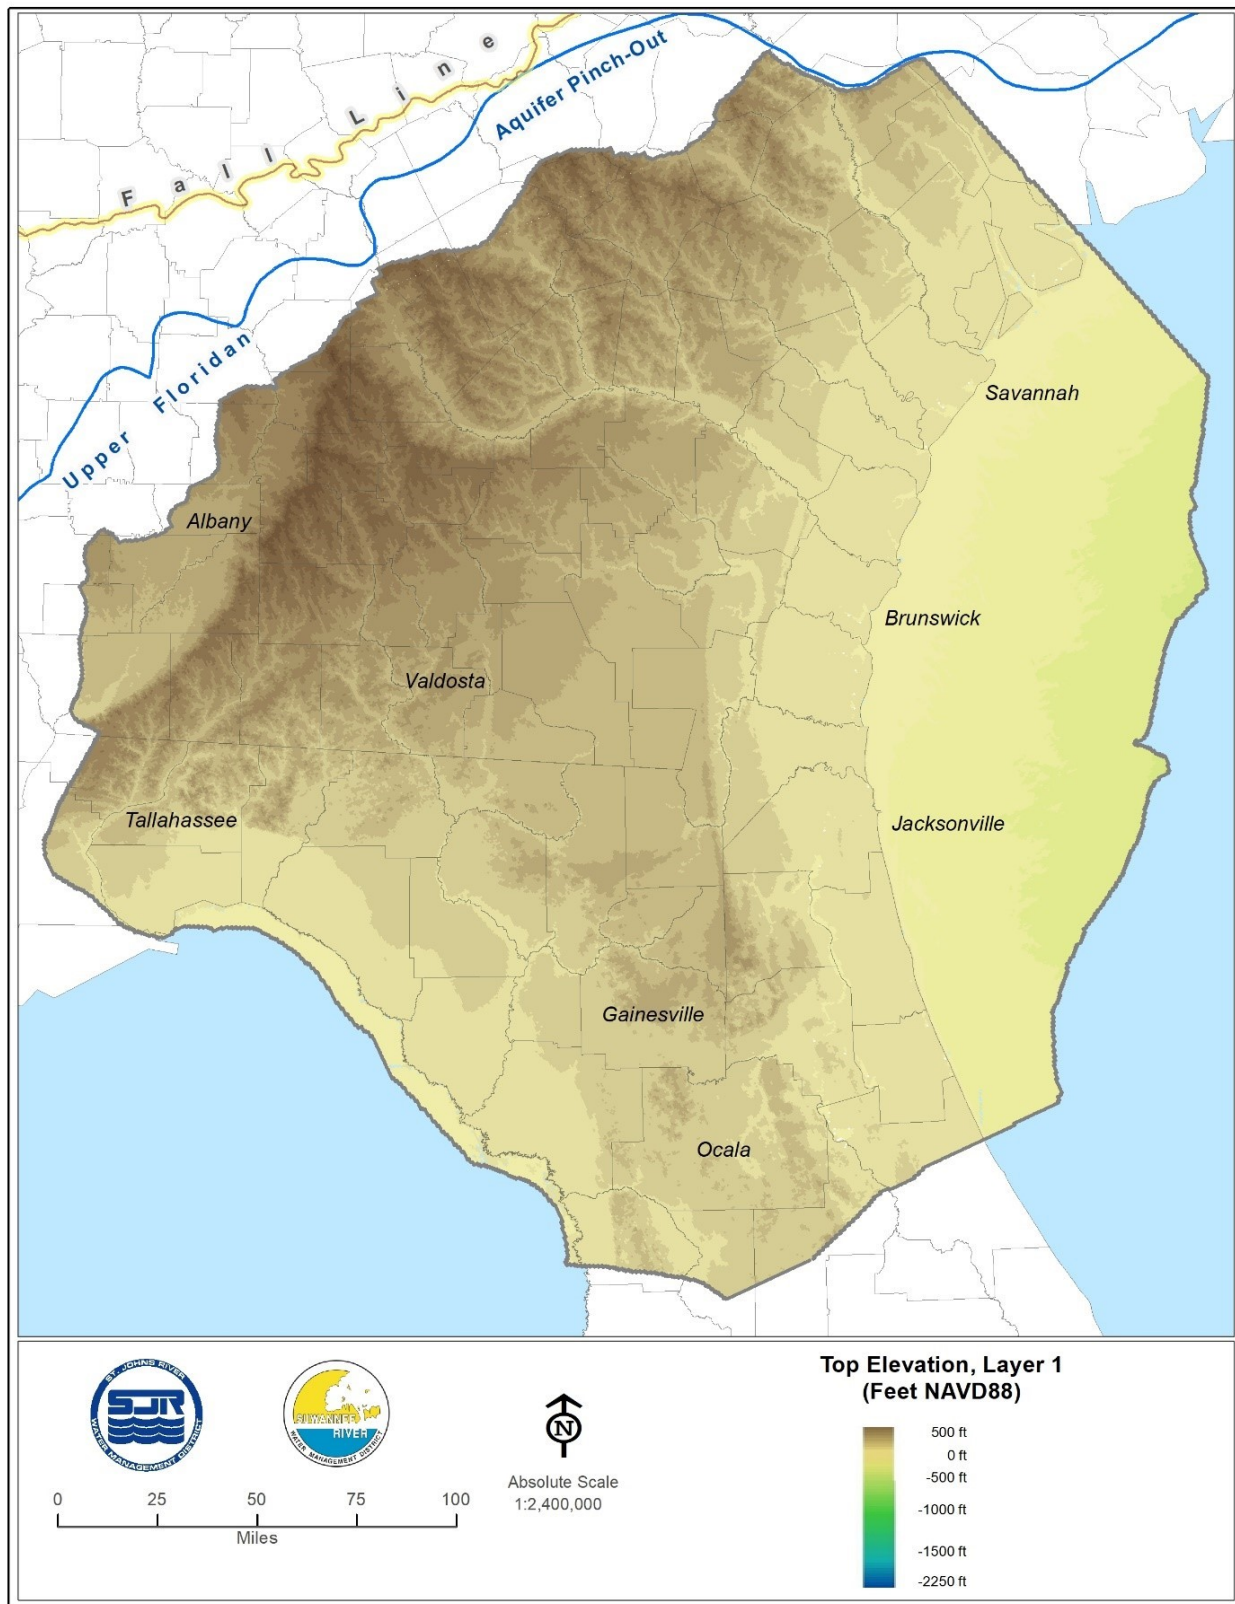 Fall Line
Upper Floridan Aquifer Pinch-Out
Savannah
Albany
Brunswick
Valdosta
Tallahassee
Jacksonville
Gainesville
Ocala
ST. JOHNS RIVER
SJR
WATER MANAGEMENT DISTRICT
SUWANNEE
RIVER
WATER MANAGEMENT DISTRICT
N
Absolute Scale
1:2,400,000
0 25 50 75 100
Miles
Top Elevation, Layer 1
(Feet NAVD88)
500 ft
0 ft
-500 ft
-1000 ft
-1500 ft
-2250 ft